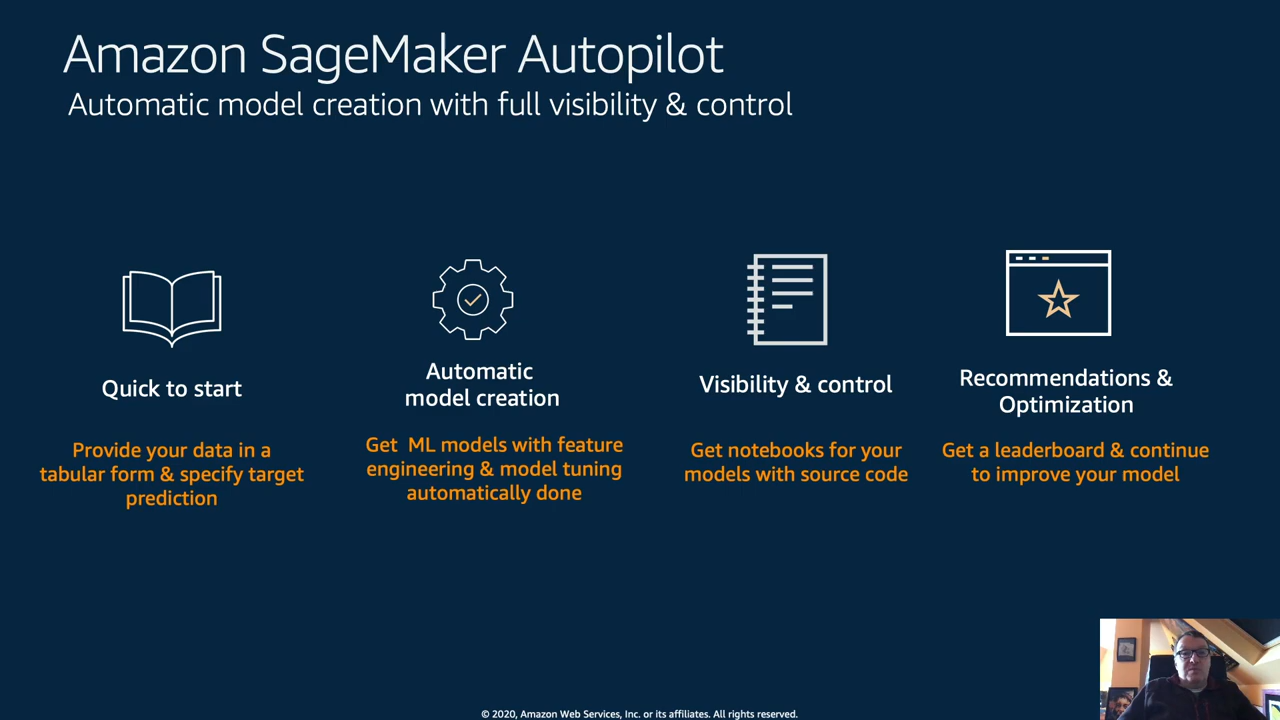 Amazon SageMaker Autopilot
Automatic model creation with full visibility & control
Quick to start
Provide your data in a
tabular form & specify target
prediction
Automatic
model creation
Get ML models with feature
engineering & model tuning
automatically done
Visibility & control
Get notebooks for your
models with source code
Recommendations &
Optimization
Get a leaderboard & continue
to improve your model
© 2020, Amazon Web Services, Inc. or its affiliates. All rights reserved.